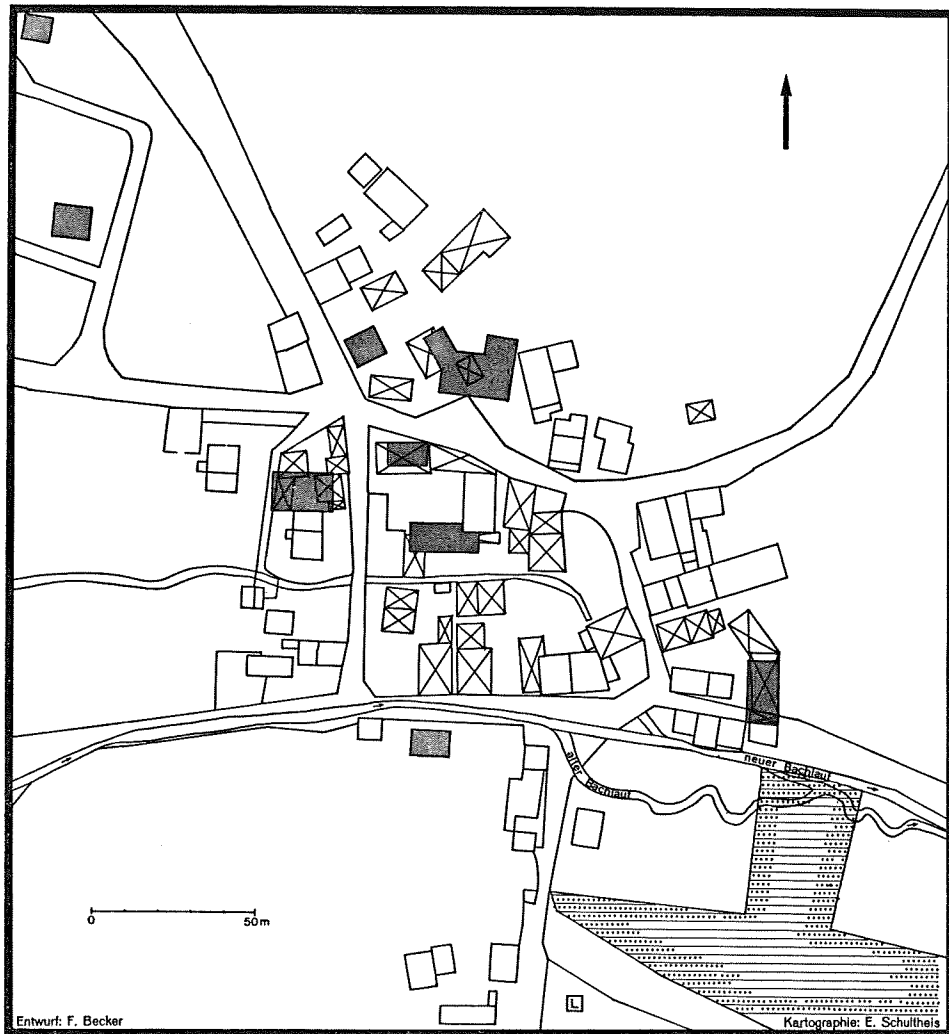 alter Bachlauf
neuer Bachlauf
0 50m
L
Entwurf: F. Becker
Kartographie: E. Schultheis